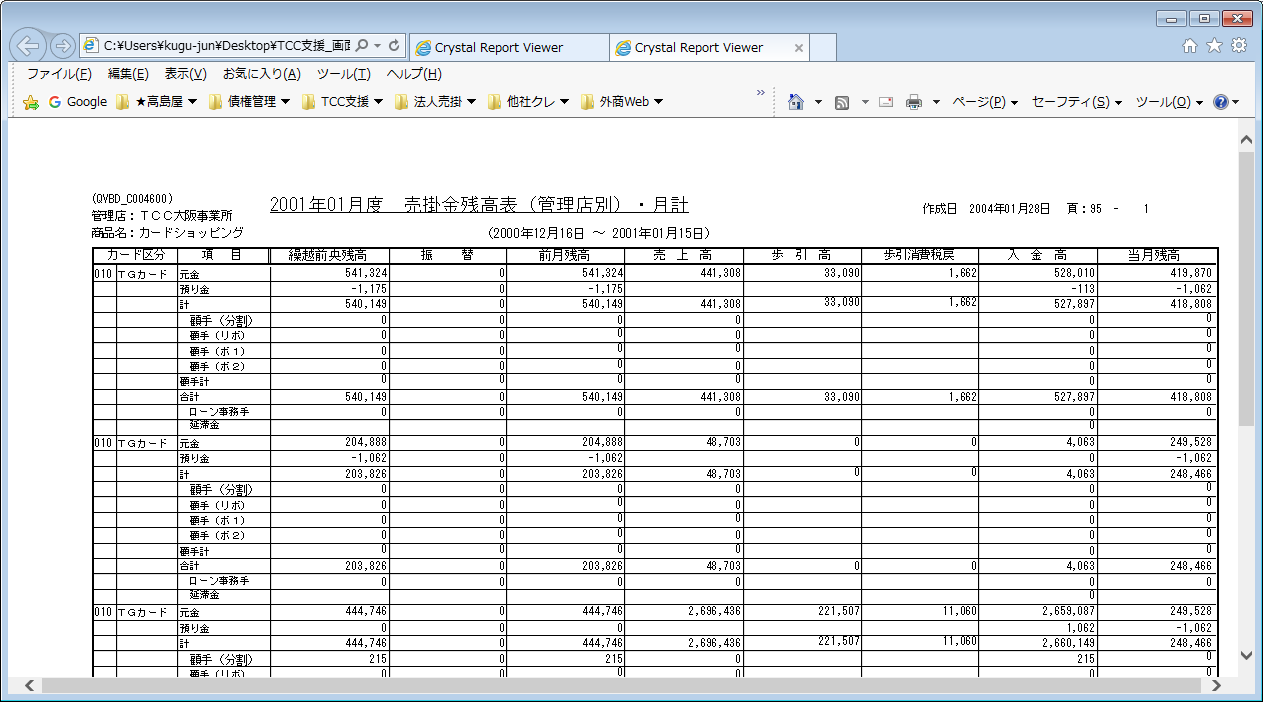 C:¥Users¥kugu-jun¥Desktop¥TCC支援_画面
Crystal Report Viewer
Crystal Report Viewer
ファイル(F) 編集(E) 表示(V) お気に入り(A) ツール(T) ヘルプ(H)
Google ★高島屋 債権管理 TCC支援 法人売掛 他社クレ 外商Web » ページ(P) セーフティ(S) ツール(O)
(QVBD_C004600)
2001年01月度 売掛金残高表（管理店別）・月計
作成日 2004年01月28日 頁：95 - 1
管理店：ＴＣＣ大阪事業所
商品名：カードショッピング
(2000年12月16日 ～ 2001年01月15日)
カード区分 項 目 繰越前央残高 振 替 前月残高 売 上 高 歩 引 高 歩引消費税戻 入 金 高 当月残高
010 ＴＧカード 元金 541,324 0 541,324 441,308 33,090 1,662 528,010 419,870
預り金 -1,175 0 -1,175 -113 -1,062
計 540,149 0 540,149 441,308 33,090 1,662 527,897 418,808
顧手（分割） 0 0 0 0 0 0
顧手（リボ） 0 0 0 0 0 0
顧手（ボ１） 0 0 0 0 0 0
顧手（ボ２） 0 0 0 0 0 0
顧手計 0 0 0 0 0 0
合計 540,149 0 540,149 441,308 33,090 1,662 527,897 418,808
ローン事務手 0 0 0 0 0 0
延滞金 0
010 ＴＧカード 元金 204,888 0 204,888 48,703 0 0 4,063 249,528
預り金 -1,062 0 -1,062 0 -1,062
計 203,826 0 203,826 48,703 0 0 4,063 248,466
顧手（分割） 0 0 0 0 0 0
顧手（リボ） 0 0 0 0 0 0
顧手（ボ１） 0 0 0 0 0 0
顧手（ボ２） 0 0 0 0 0 0
顧手計 0 0 0 0 0 0
合計 203,826 0 203,826 48,703 0 0 4,063 248,466
ローン事務手 0 0 0 0 0 0
延滞金 0
010 ＴＧカード 元金 444,746 0 444,746 2,696,436 221,507 11,060 2,659,087 249,528
預り金 0 0 0 1,062 -1,062
計 444,746 0 444,746 2,696,436 221,507 11,060 2,660,149 248,466
顧手（分割） 215 0 215 0 215 0
顧手（リボ） 0 0 0 0 0 0